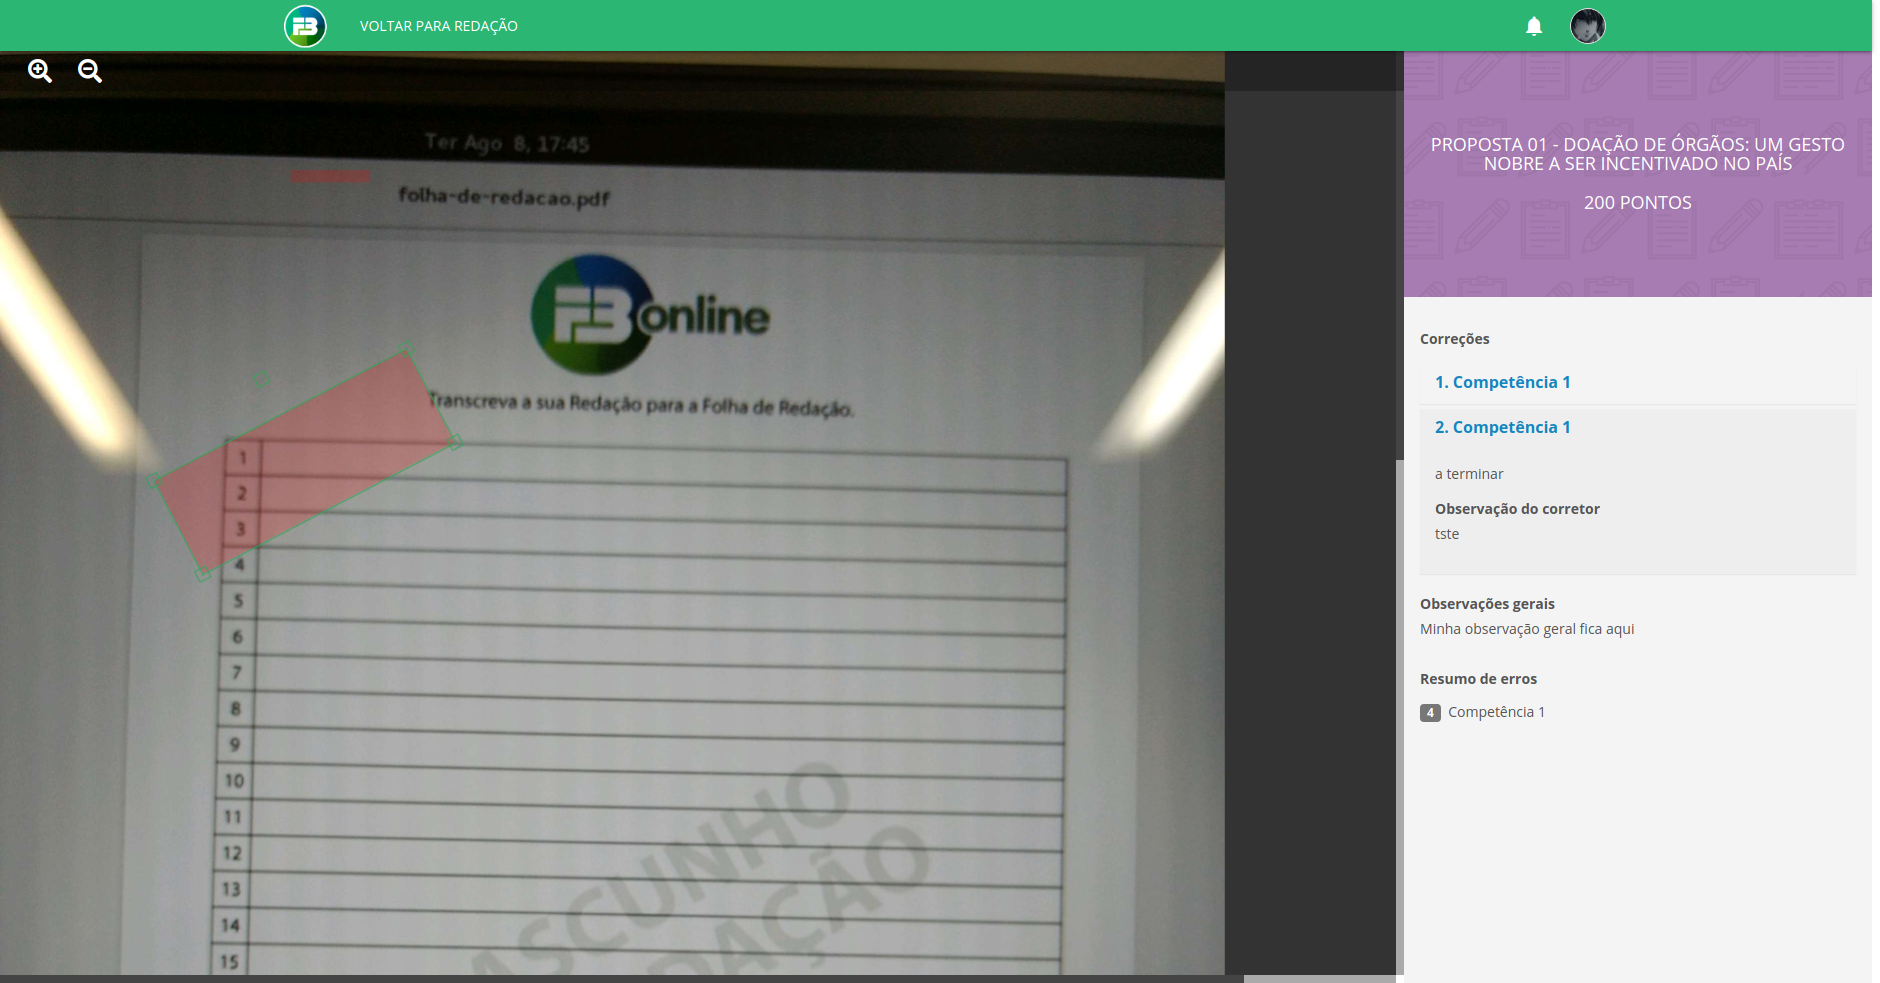 VOLTAR PARA REDAÇÃO
Ter Ago 8, 17:45
folha-de-redacao.pdf
FB online
Transcreva a sua Redação para a Folha de Redação.
1
2
3
4
5
6
7
8
9
10
11
12
13
14
15
ASCUNHO
DAÇÃO
PROPOSTA 01 - DOAÇÃO DE ÓRGÃOS: UM GESTO
NOBRE A SER INCENTIVADO NO PAÍS
200 PONTOS
Correções
1. Competência 1
2. Competência 1
a terminar
Observação do corretor
tste
Observações gerais
Minha observação geral fica aqui
Resumo de erros
4 Competência 1